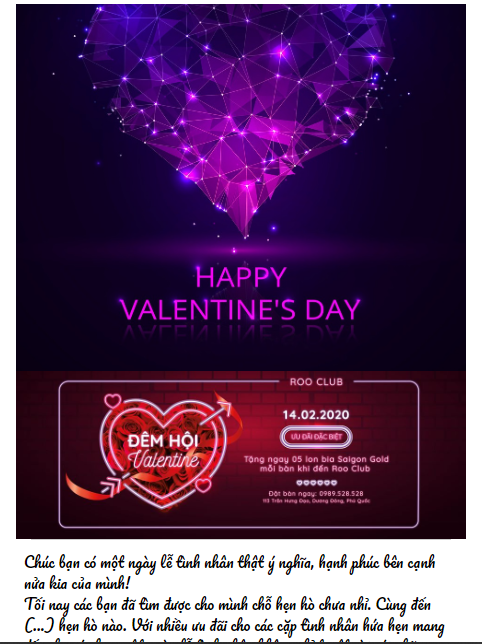 HAPPY
VALENTINE'S DAY
ROO CLUB
ĐÊM HỘI
Valentine
14.02.2020
ƯU ĐÃI ĐẶC BIỆT
Tặng ngay 05 lon bia Saigon Gold
mỗi bàn khi đến Roo Club
Đặt bàn ngay: 0989.528.528
113 Trần Hưng Đạo, Dương Đông, Phú Quốc
Chúc bạn có một ngày lễ tình nhân thật ý nghĩa, hạnh phúc bên cạnh
nửa kia của mình!
Tối nay các bạn đã tìm được cho mình chỗ hẹn hò chưa nhỉ. Cùng đến
(...) hẹn hò nào. Với nhiều ưu đãi cho các cặp tình nhân hứa hẹn mang